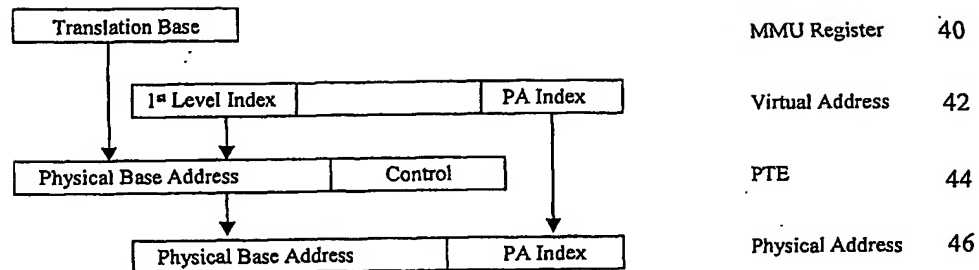 Translation Base MMU Register 40
1st Level Index PA Index Virtual Address 42
Physical Base Address Control PTE 44
Physical Base Address PA Index Physical Address 46